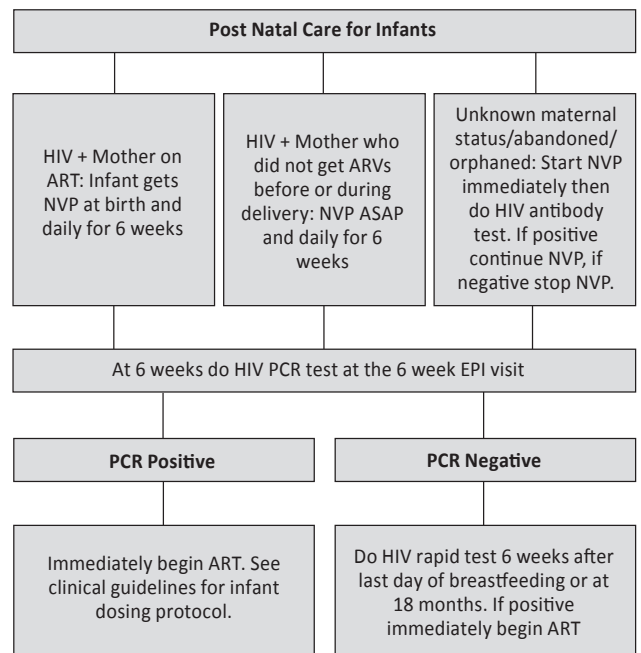 Post Natal Care for Infants
HIV + Mother on
ART: Infant gets
NVP at birth and
daily for 6 weeks
HIV + Mother who
did not get ARVs
before or during
delivery: NVP ASAP
and daily for 6
weeks
Unknown maternal
status/abandoned/
orphaned: Start NVP
immediately then
do HIV antibody
test. If positive
continue NVP, if
negative stop NVP.
At 6 weeks do HIV PCR test at the 6 week EPI visit
PCR Positive
PCR Negative
Immediately begin ART. See
clinical guidelines for infant
dosing protocol.
Do HIV rapid test 6 weeks after
last day of breastfeeding or at
18 months. If positive
immediately begin ART